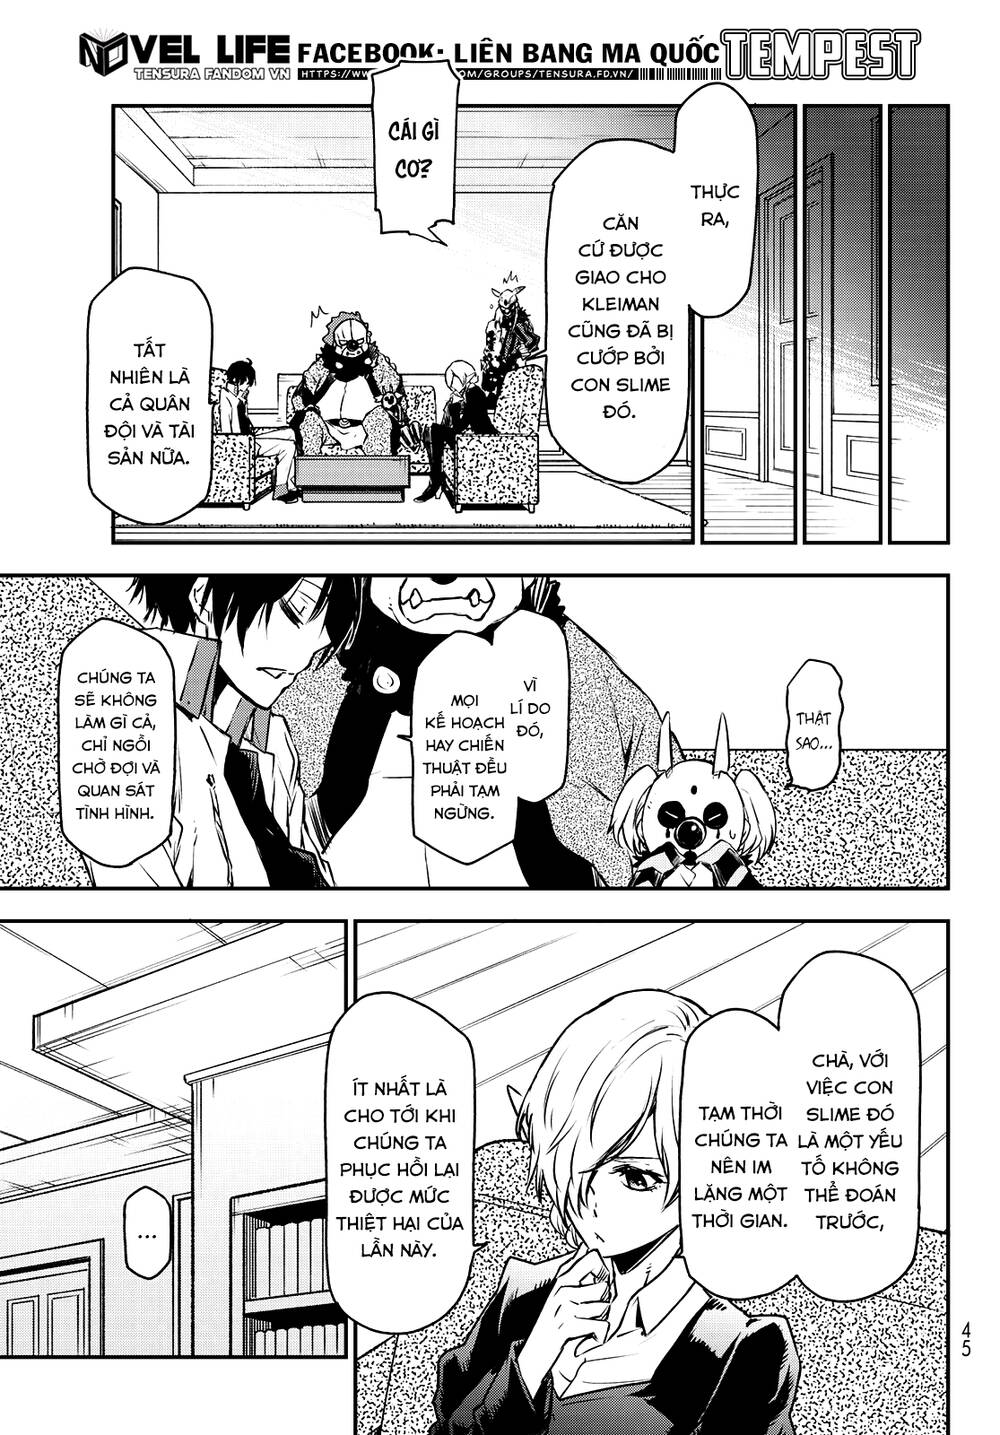 NOVEL LIFE
TENSURA FANDOM VN
FACEBOOK: LIÊN BANG MA QUỐC
/GROUPS/TENSURA.FD.VN/
TEMPEST
THỰC
RA,
CĂN
CỨ ĐƯỢC
GIAO CHO
KLEIMAN
CŨNG ĐÃ BỊ
CƯỚP BỞI
CON SLIME
ĐÓ.
CÁI GÌ
CƠ?
TẤT
NHIÊN LÀ
CẢ QUÂN
ĐỘI VÀ TÀI
SẢN NỮA.
THẬT
SAO...
VÌ
LÍ DO
ĐÓ,
MỌI
KẾ HOẠCH
HAY CHIẾN
THUẬT ĐỀU
PHẢI TẠM
NGỪNG.
CHÚNG TA
SẼ KHÔNG
LÀM GÌ CẢ,
CHỈ NGỒI
CHỜ ĐỢI VÀ
QUAN SÁT
TÌNH HÌNH.
CHÀ, VỚI
VIỆC CON
SLIME ĐÓ
LÀ MỘT YẾU
TỐ KHÔNG
THỂ ĐOÁN
TRƯỚC,
TẠM THỜI
CHÚNG TA
NÊN IM
LẶNG MỘT
THỜI GIAN.
ÍT NHẤT LÀ
CHO TỚI KHI
CHÚNG TA
PHỤC HỒI LẠI
ĐƯỢC MỨC
THIỆT HẠI CỦA
LẦN NÀY.
...
45